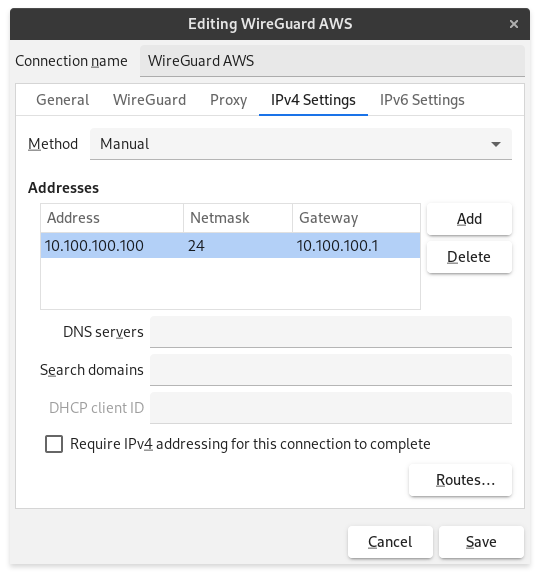 Editing WireGuard AWS ×
Connection name WireGuard AWS
General WireGuard Proxy IPv4 Settings IPv6 Settings
Method Manual
Addresses
Address Netmask Gateway Add
10.100.100.100 24 10.100.100.1
Delete
DNS servers
Search domains
DHCP client ID
Require IPv4 addressing for this connection to complete
Routes…
Cancel Save